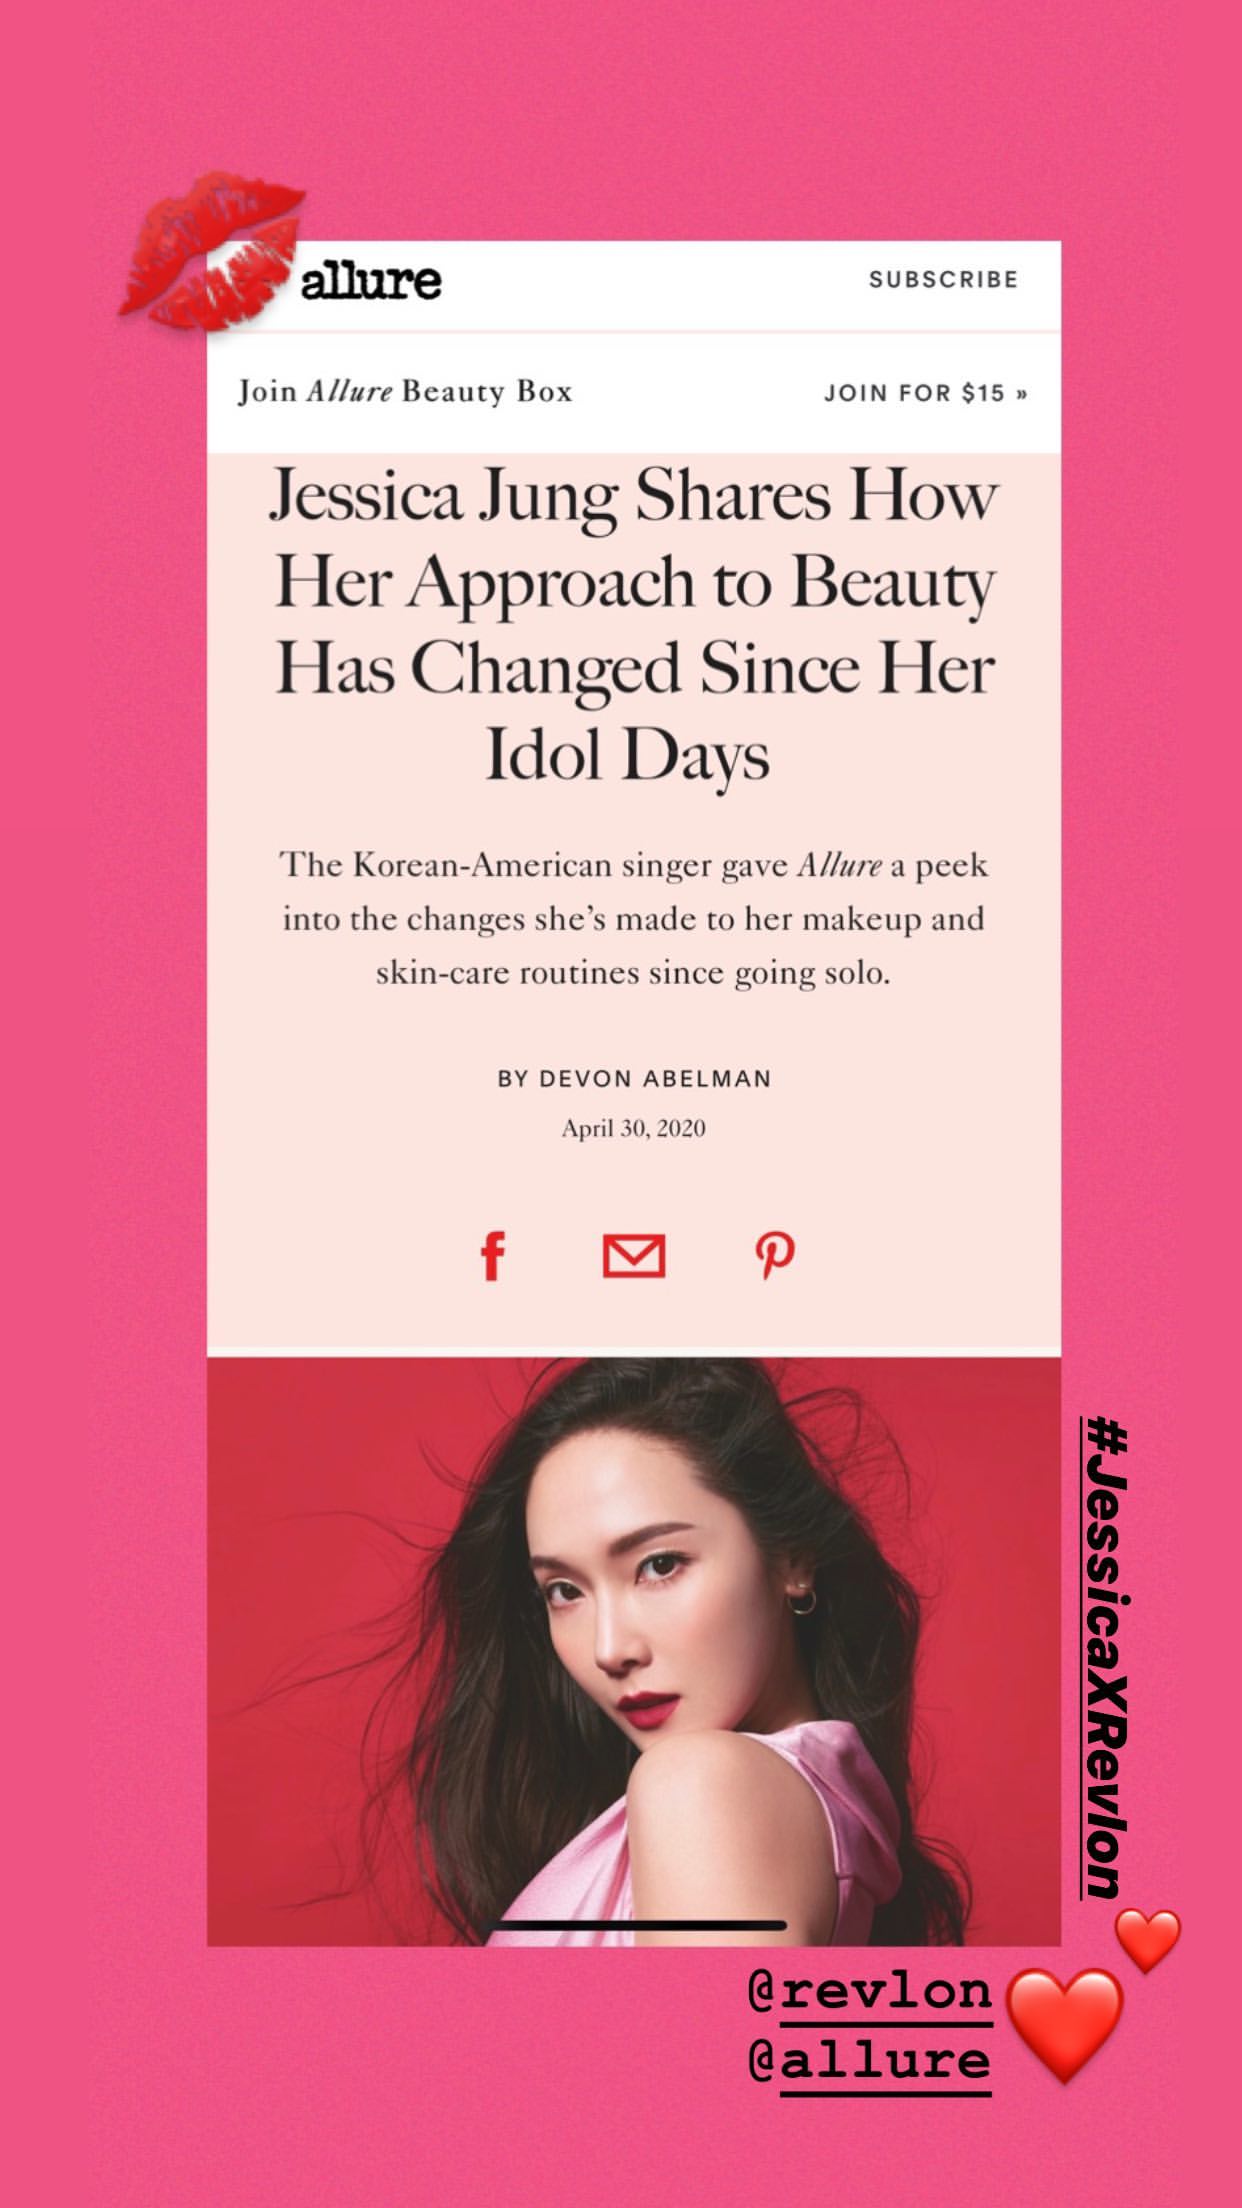 allure
SUBSCRIBE
Join Allure Beauty Box
JOIN FOR $15 »
Jessica Jung Shares How
Her Approach to Beauty
Has Changed Since Her
Idol Days
The Korean-American singer gave Allure a peek
into the changes she’s made to her makeup and
skin-care routines since going solo.
BY DEVON ABELMAN
April 30, 2020
#JessicaXRevlon
@revlon
@allure